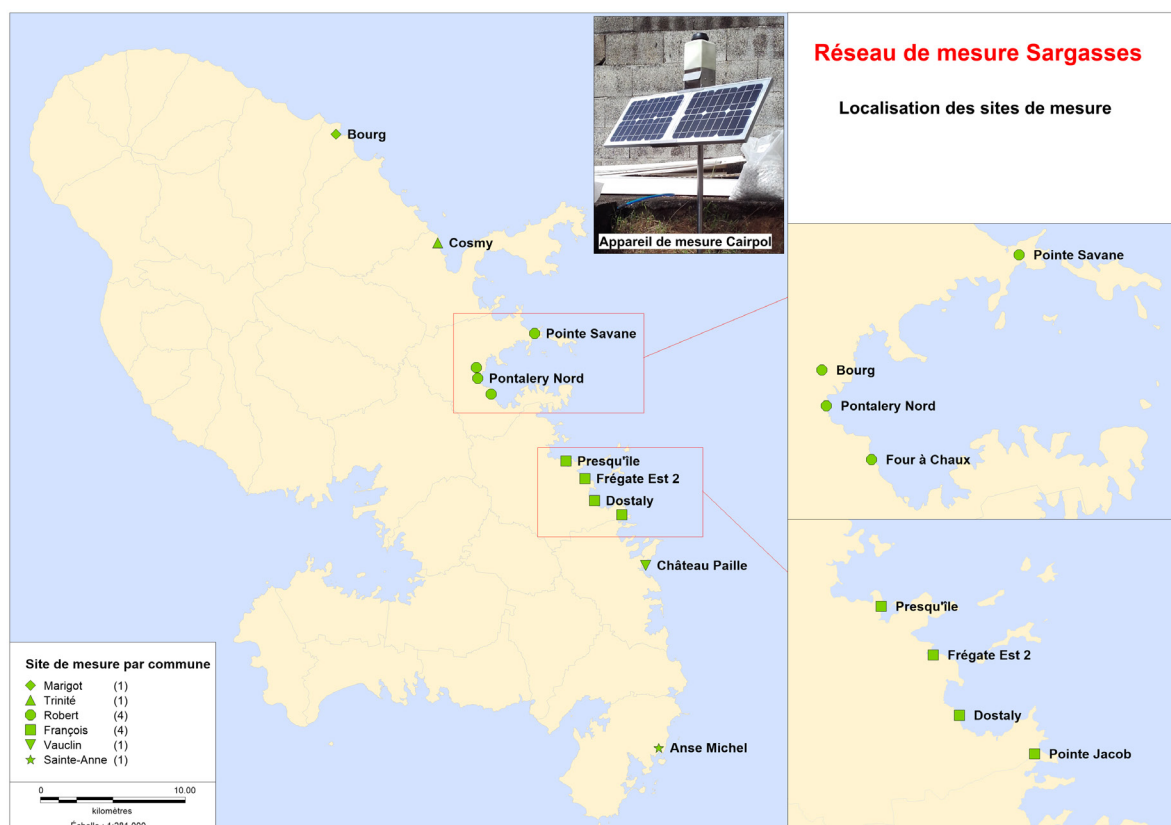 Réseau de mesure Sargasses
Localisation des sites de mesure
Appareil de mesure Cairpol
Bourg
Cosmy
Pointe Savane
Pontalery Nord
Presqu'île
Frégate Est 2
Dostaly
Château Paille
Anse Michel
Pointe Savane
Bourg
Pontalery Nord
Four à Chaux
Presqu'île
Frégate Est 2
Dostaly
Pointe Jacob
Site de mesure par commune
Marigot (1)
Trinité (1)
Robert (4)
François (4)
Vauclin (1)
Sainte-Anne (1)
0 10.00
kilomètres